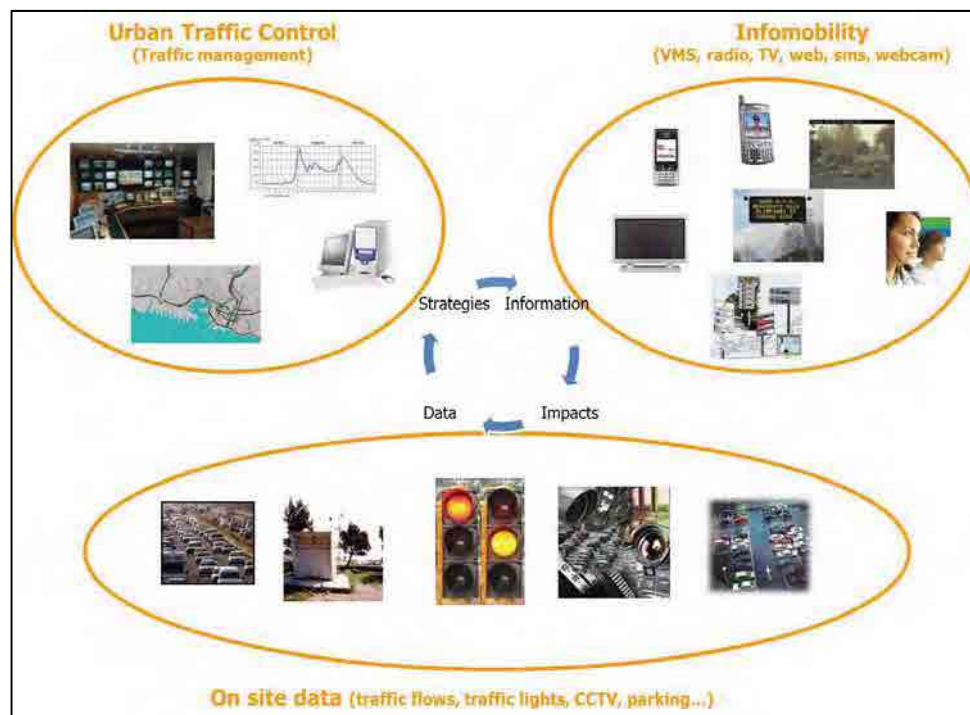 Urban Traffic Control
(Traffic management)
Infomobility
(VMS, radio, TV, web, sms, webcam)
Strategies
Information
Data
Impacts
On site data (traffic flows, traffic lights, CCTV, parking...)